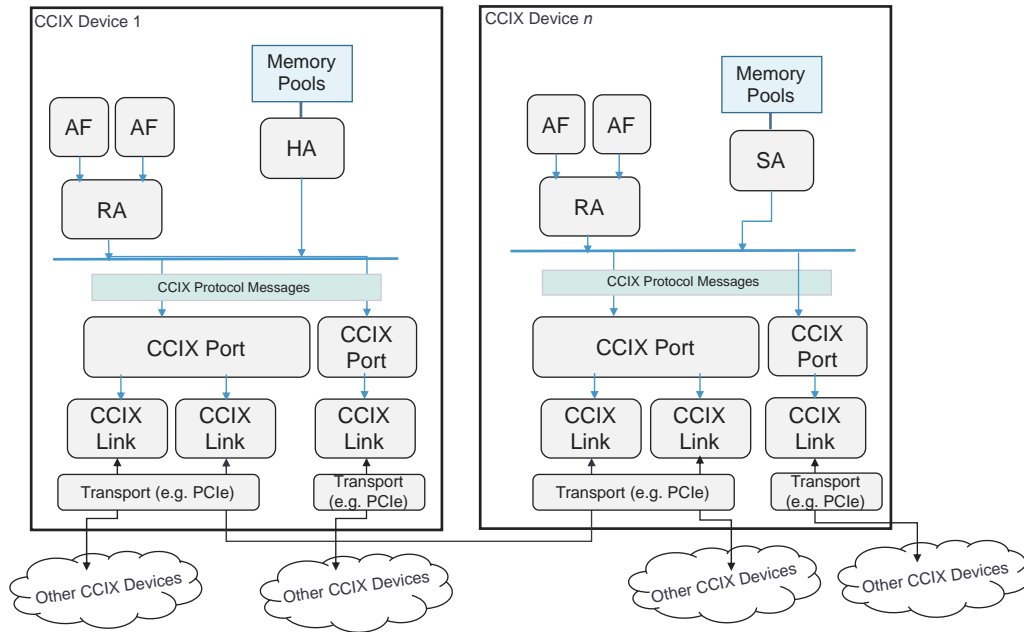 CCIX Device 1
Memory
Pools
AF
AF
HA
RA
CCIX Protocol Messages
CCIX Port
CCIX
Port
CCIX
Link
CCIX
Link
CCIX
Link
Transport (e.g. PCIe)
Transport
(e.g. PCIe)
Other CCIX Devices
Other CCIX Devices
CCIX Device n
Memory
Pools
AF
AF
SA
RA
CCIX Protocol Messages
CCIX Port
CCIX
Port
CCIX
Link
CCIX
Link
CCIX
Link
Transport (e.g. PCIe)
Transport
(e.g. PCIe)
Other CCIX Devices
Other CCIX Devices